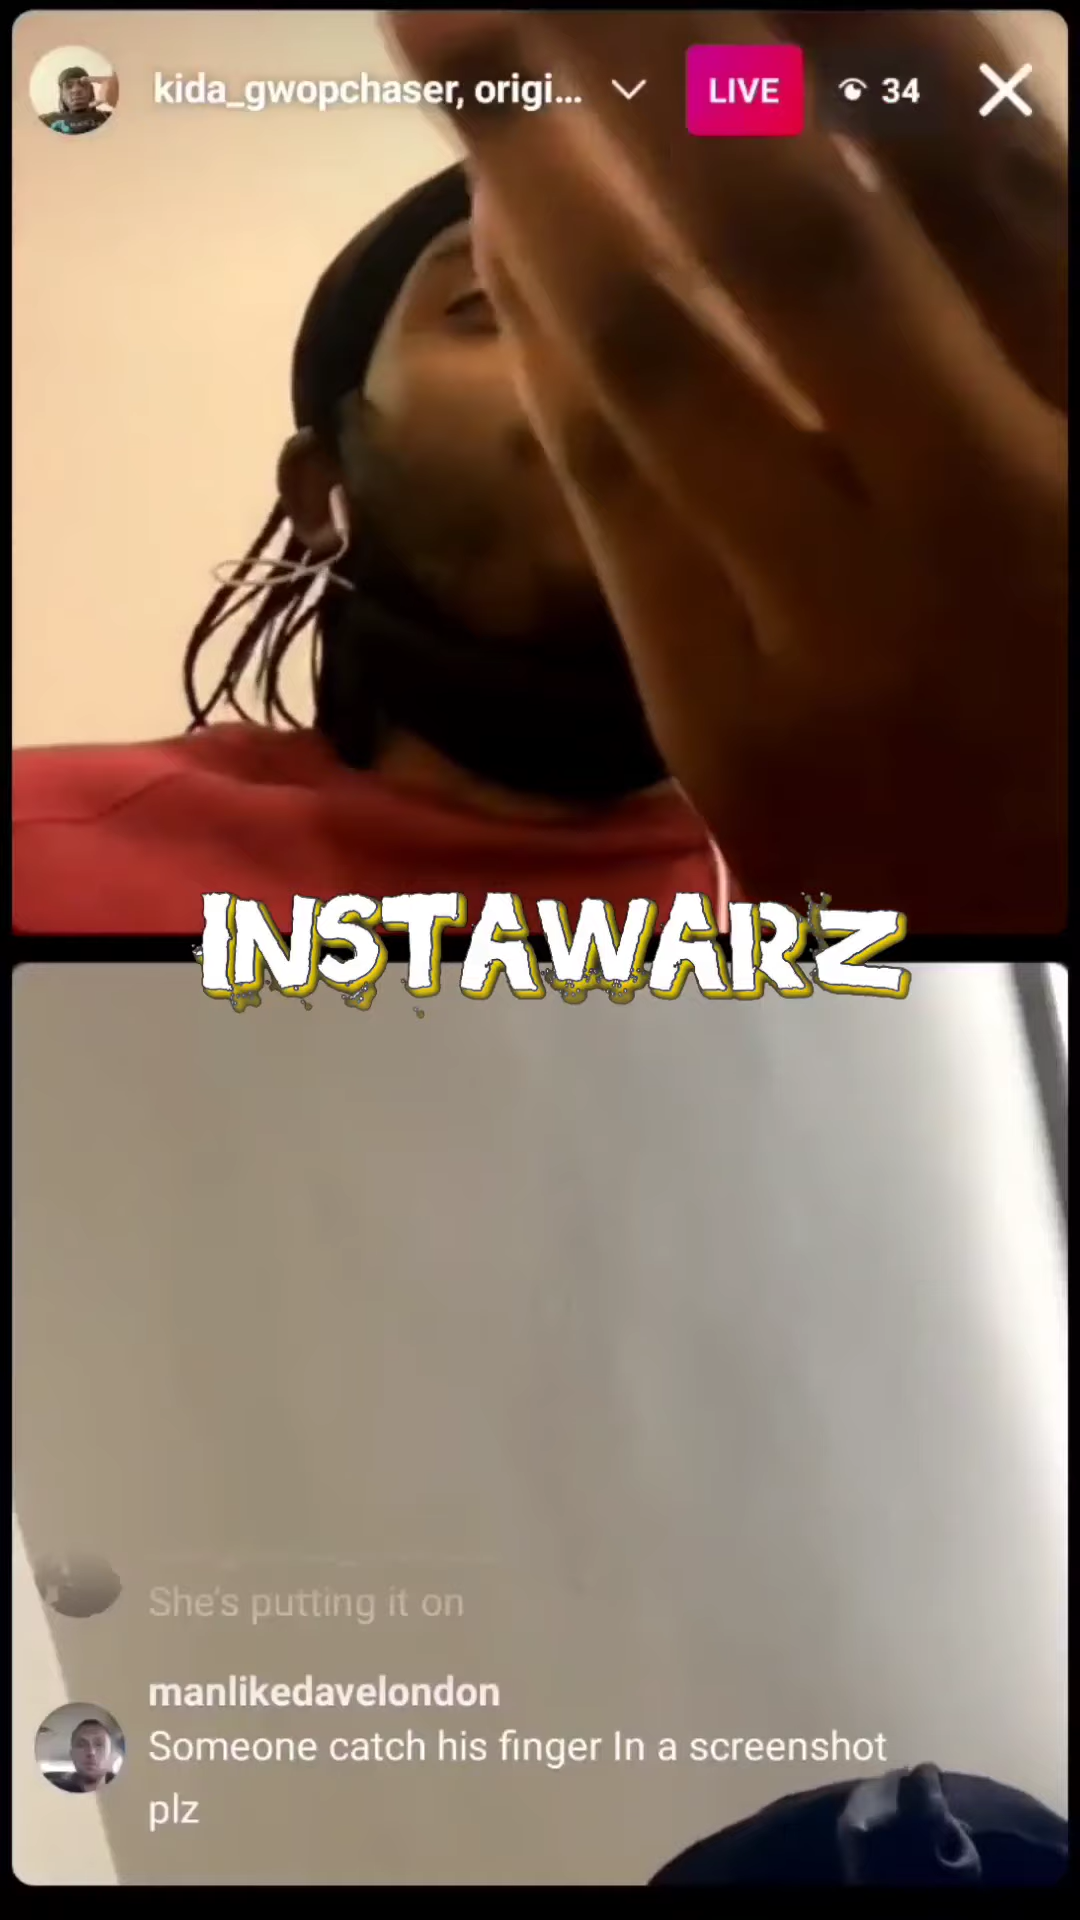 kida_gwopchaser, origi...
LIVE
34
INSTAWARZ
She's putting it on
manlikedavelondon
Someone catch his finger In a screenshot
plz